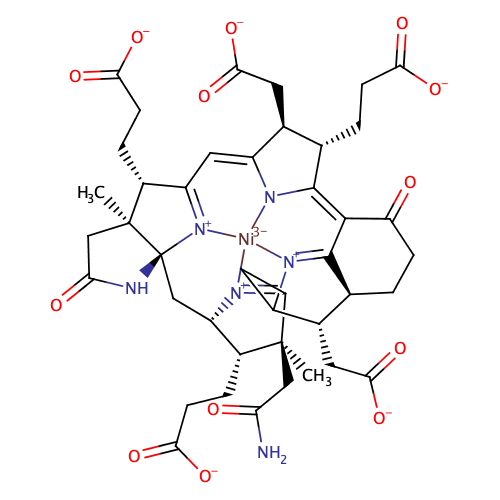 O⁻ O⁻ O
O O O⁻
O
H₃C N
N⁺ Ni³⁻ N⁺
O NH N⁺
CH₃ O
O O⁻
O NH₂
O⁻